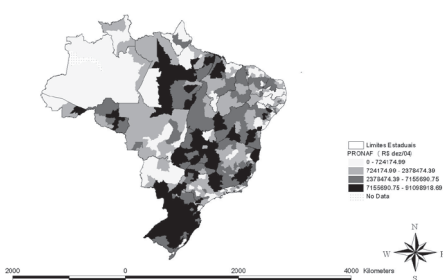 Limites Estaduais
PRONAF (R$ dez/04)
0 - 724174.99
724174.99 - 2378474.39
2378474.39 - 7155690.75
7155690.75 - 91098918.69
No Data
N
W
S
2000 0 2000 4000 Kilometers